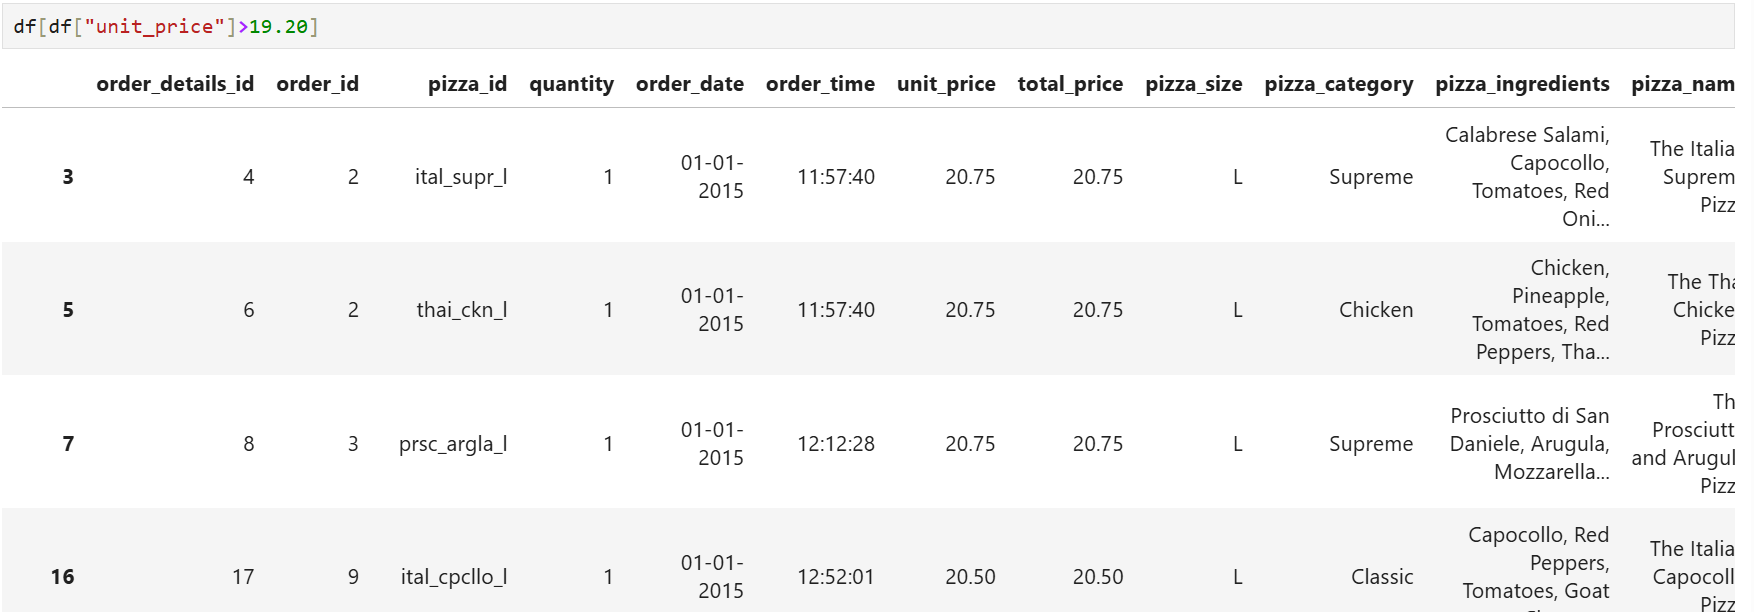 df[df["unit_price"]>19.20]
order_details_id order_id pizza_id quantity order_date order_time unit_price total_price pizza_size pizza_category pizza_ingredients pizza_nam
3 4 2 ital_supr_l 1 01-01-2015 11:57:40 20.75 20.75 L Supreme Calabrese Salami, Capocollo, Tomatoes, Red Oni... The Italia Suprem Pizz
5 6 2 thai_ckn_l 1 01-01-2015 11:57:40 20.75 20.75 L Chicken Chicken, Pineapple, Tomatoes, Red Peppers, Tha... The Tha Chicke Pizz
7 8 3 prsc_argla_l 1 01-01-2015 12:12:28 20.75 20.75 L Supreme Prosciutto di San Daniele, Arugula, Mozzarella... Th Prosciutt and Arugul Pizz
16 17 9 ital_cpcllo_l 1 01-01-2015 12:52:01 20.50 20.50 L Classic Capocollo, Red Peppers, Tomatoes, Goat The Italia Capocoll Pizz